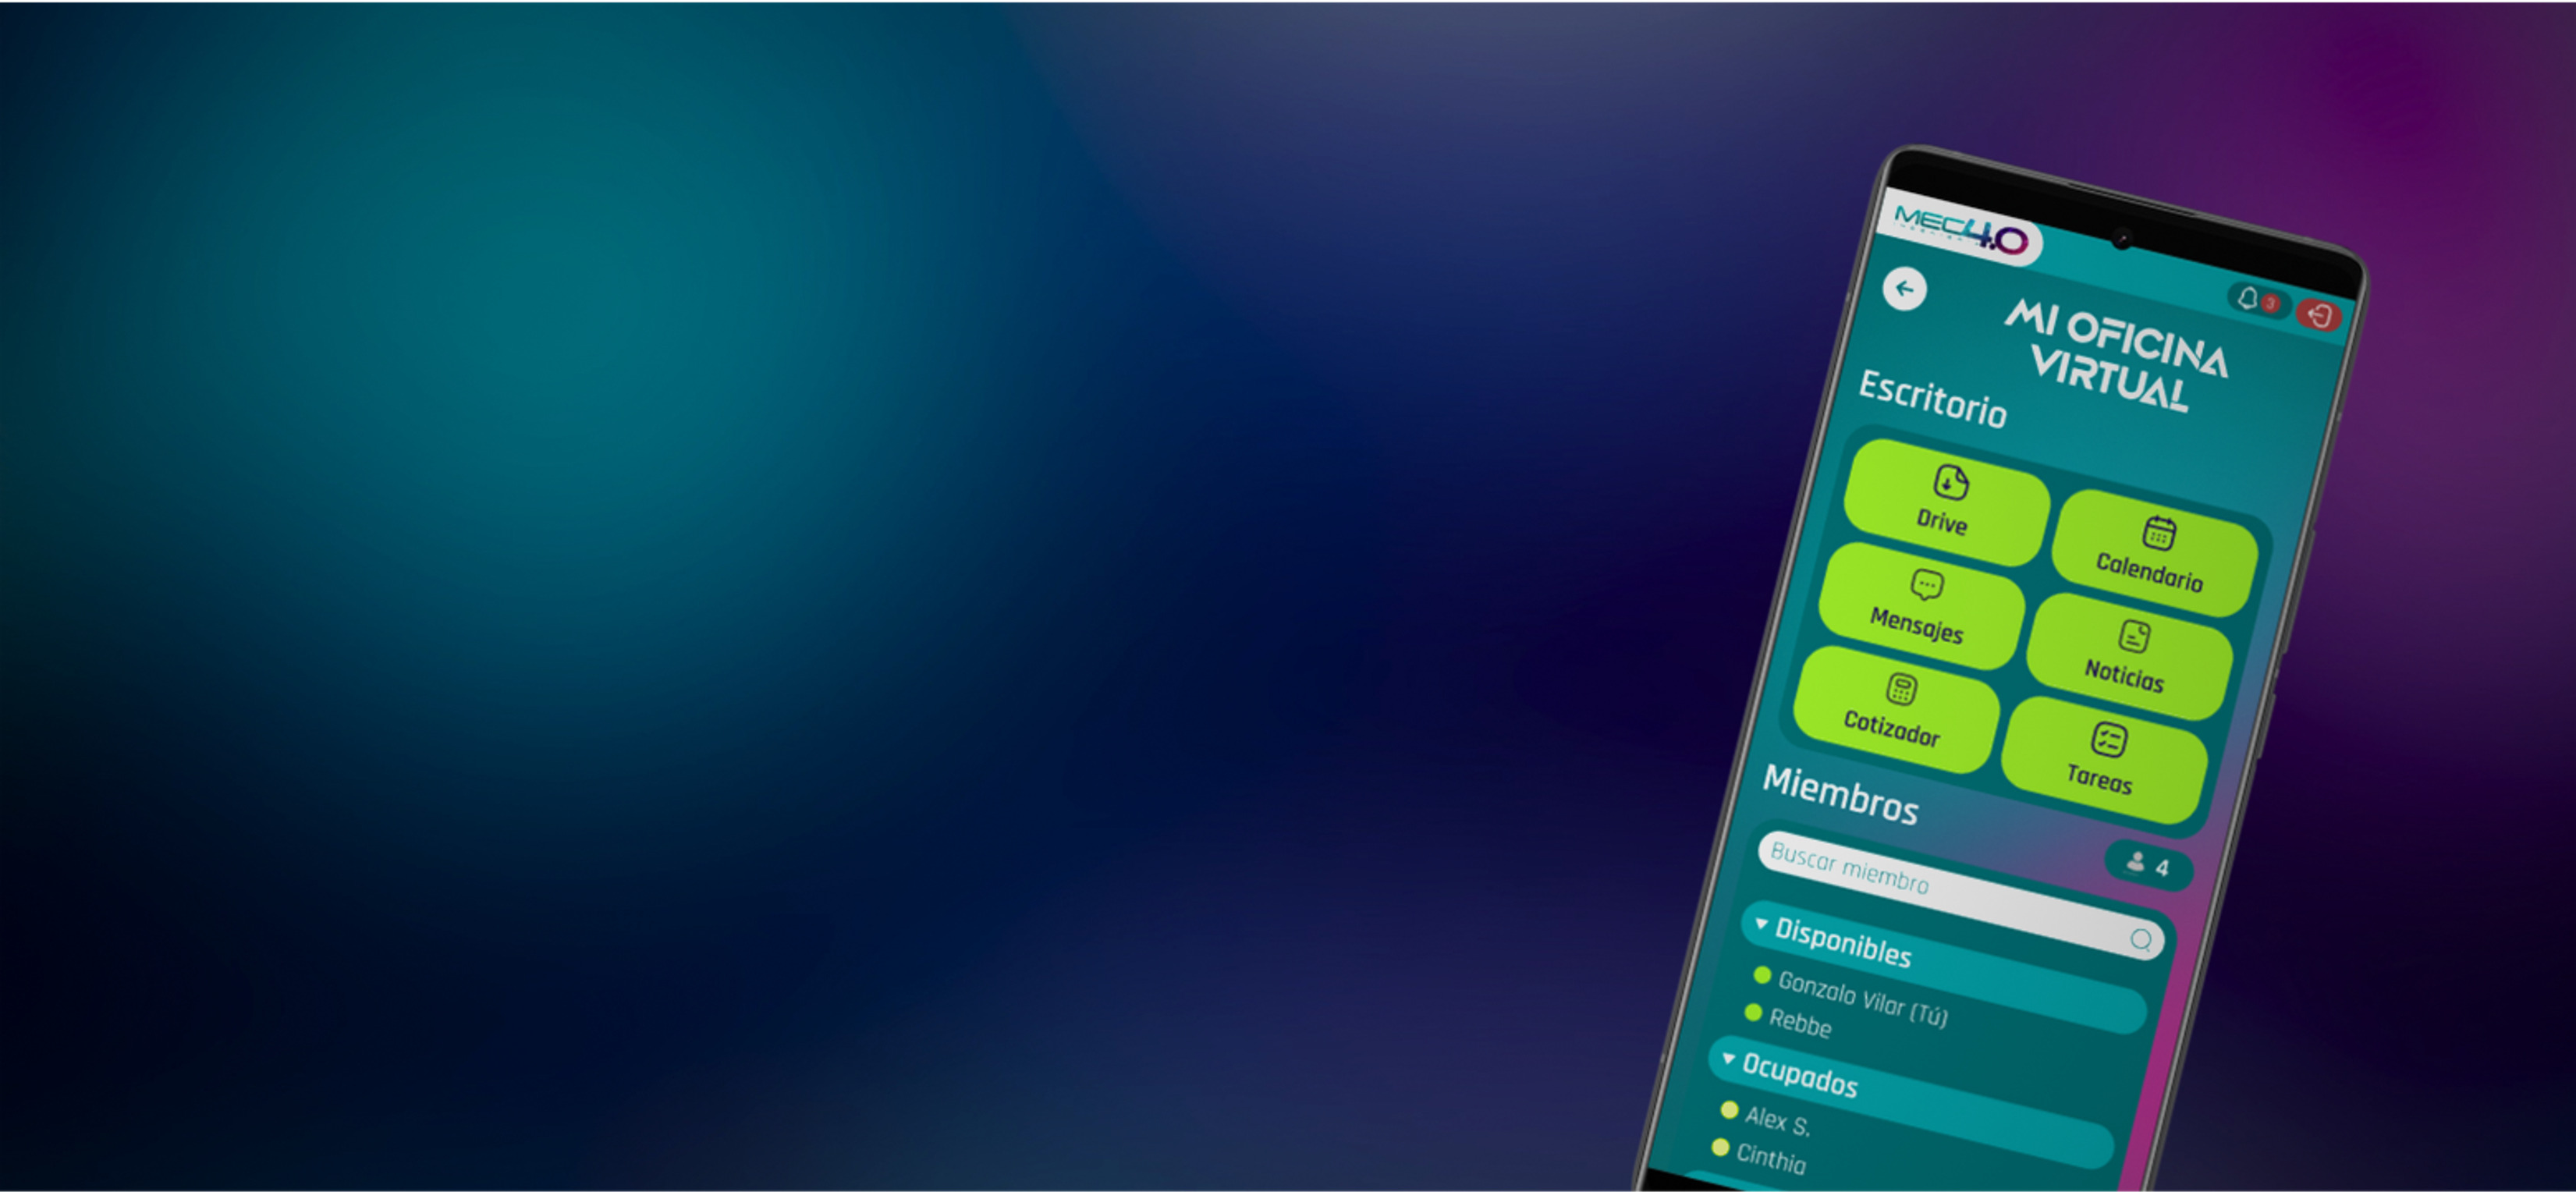 MEC4.0
3
MI OFICINA
VIRTUAL
Escritorio
Drive
Calendario
Mensajes
Noticias
Cotizador
Tareas
Miembros
4
Buscar miembro
Disponibles
Gonzalo Vilar (Tú)
Rebbe
Ocupados
Alex S.
Cinthia